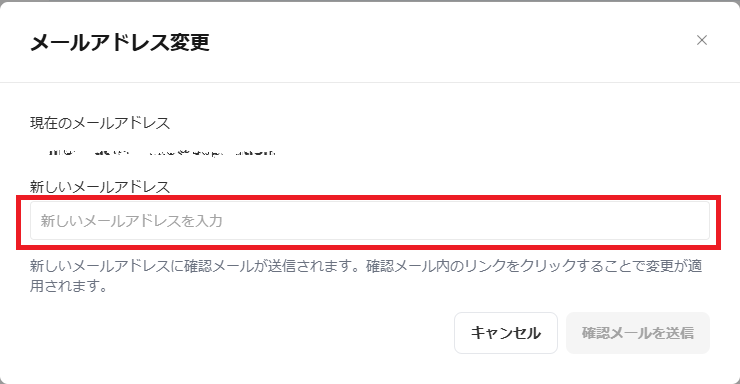 メールアドレス変更
現在のメールアドレス
新しいメールアドレス
新しいメールアドレスを入力
新しいメールアドレスに確認メールが送信されます。確認メール内のリンクをクリックすることで変更が適
用されます。
キャンセル
確認メールを送信